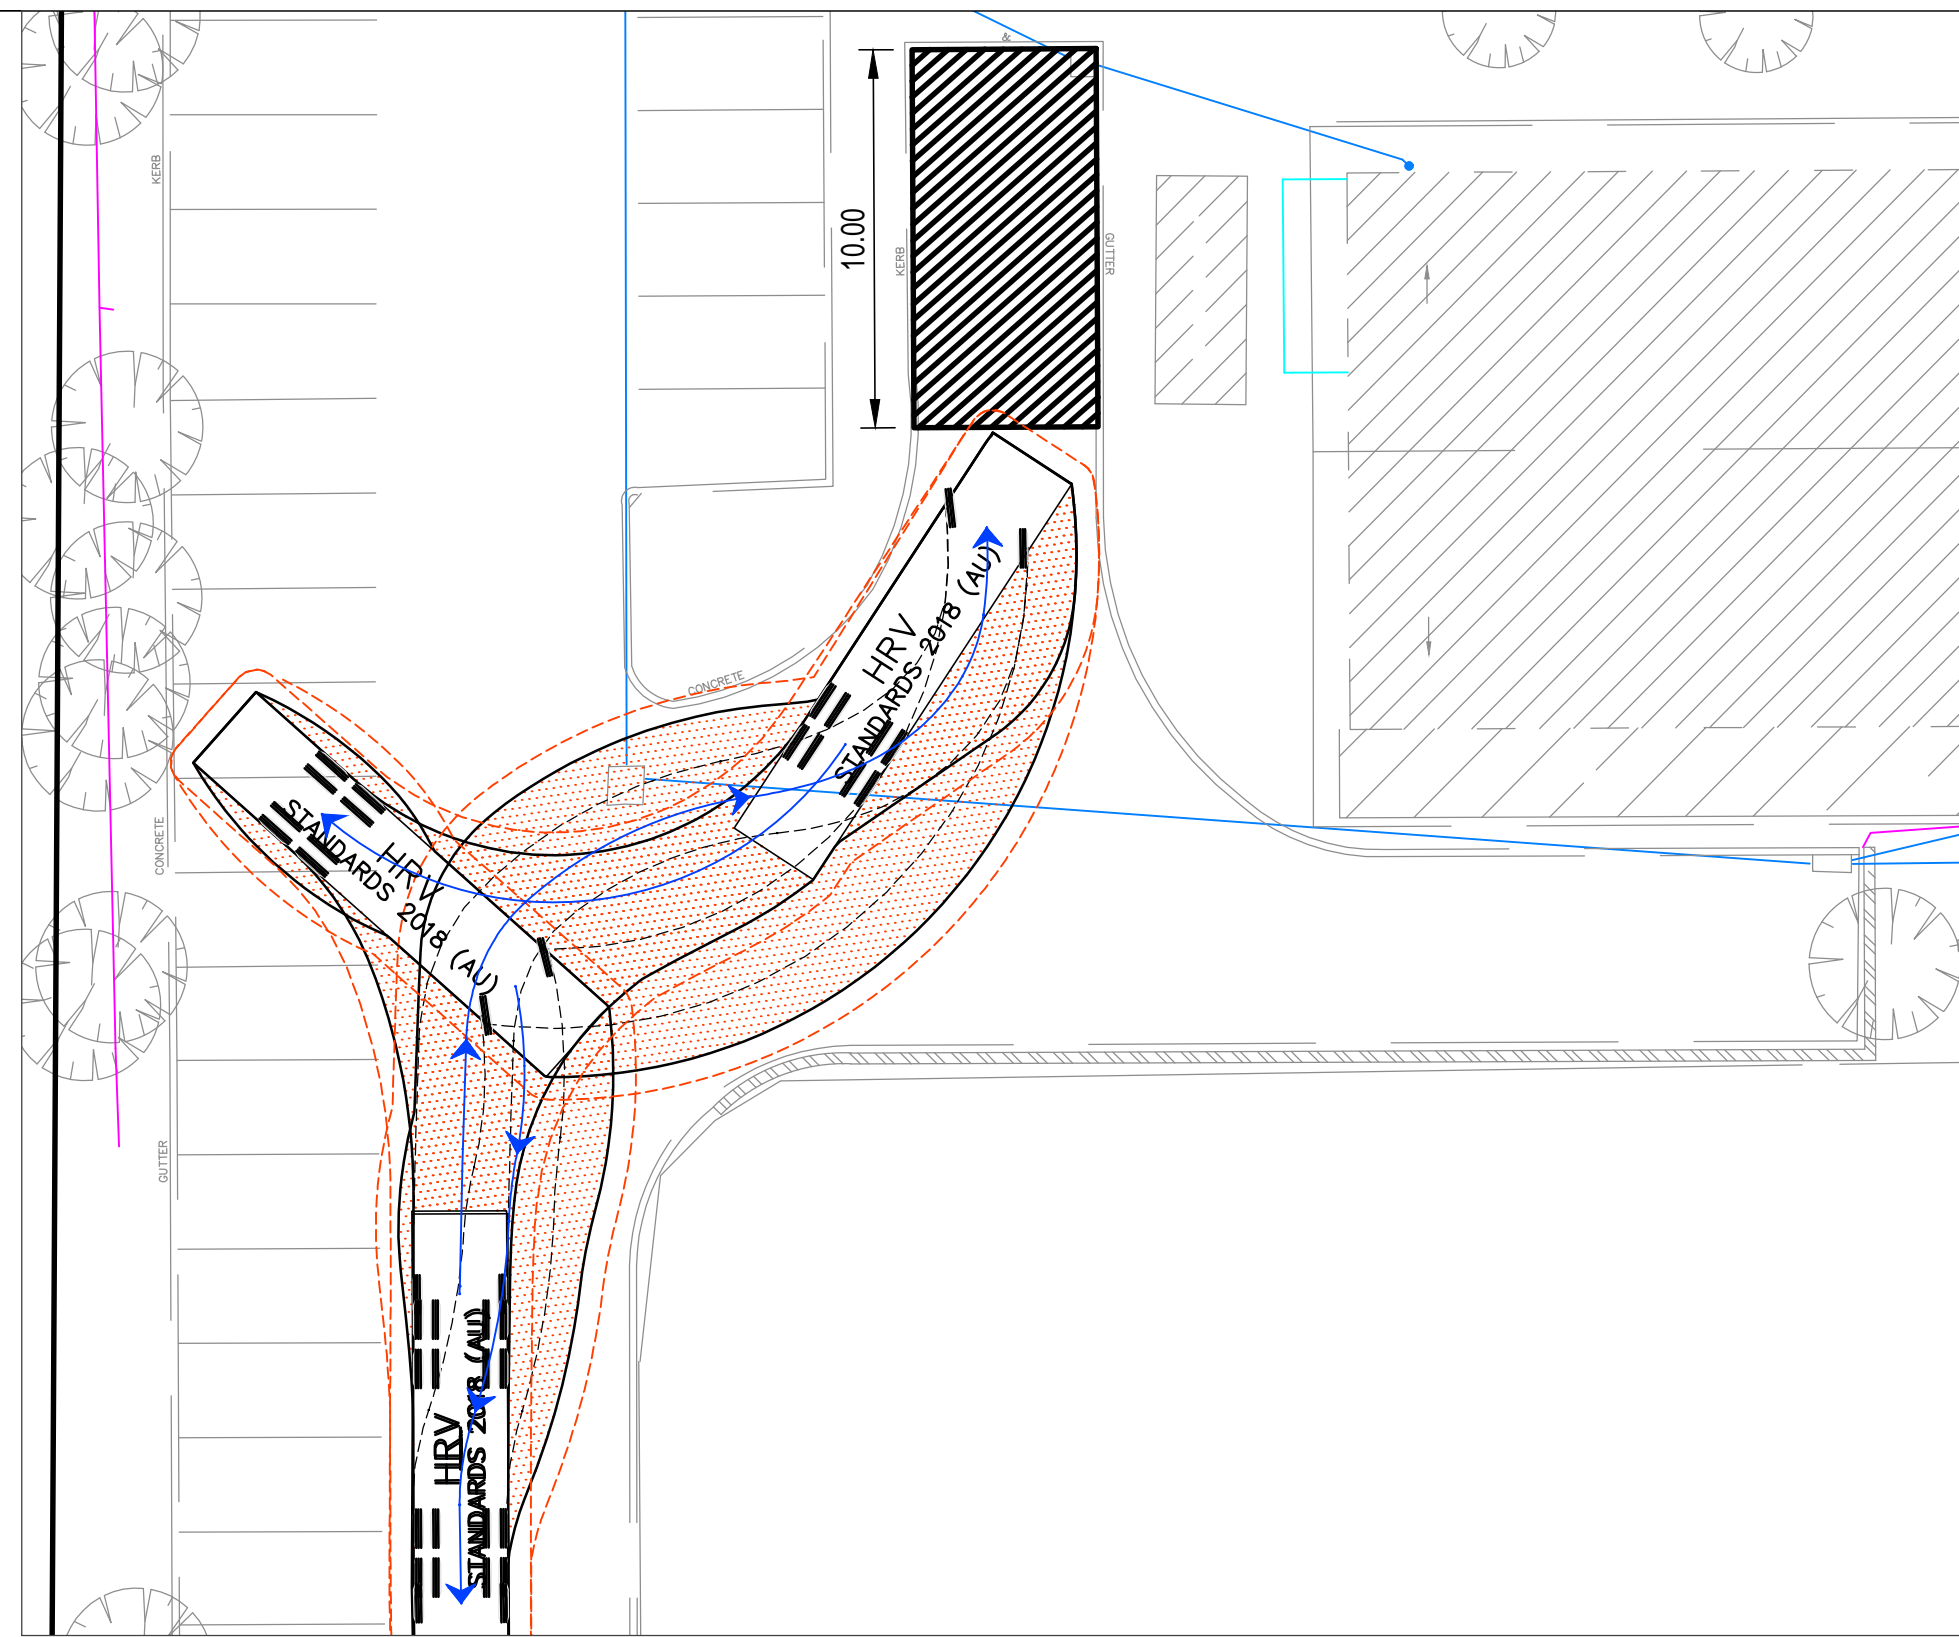 &
KERB
10.00
KERB
GUTTER
HRV
STANDARDS 2018 (AU)
CONCRETE
CONCRETE
HRV
STANDARDS 2018 (AU)
GUTTER
HRV
STANDARDS 2018 (AU)